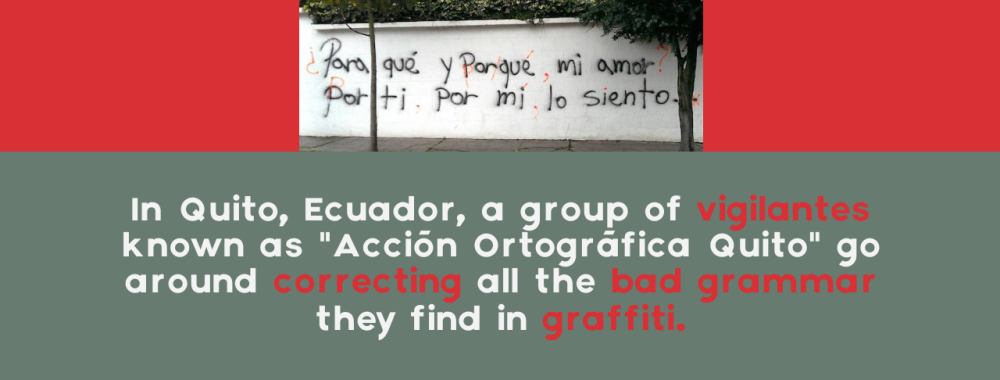 ¿Para qué y Porqué, mi amor?
Por ti. Por mí, lo siento.
In Quito, Ecuador, a group of vigilantes
known as "Acción Ortográfica Quito" go
around correcting all the bad grammar
they find in graffiti.